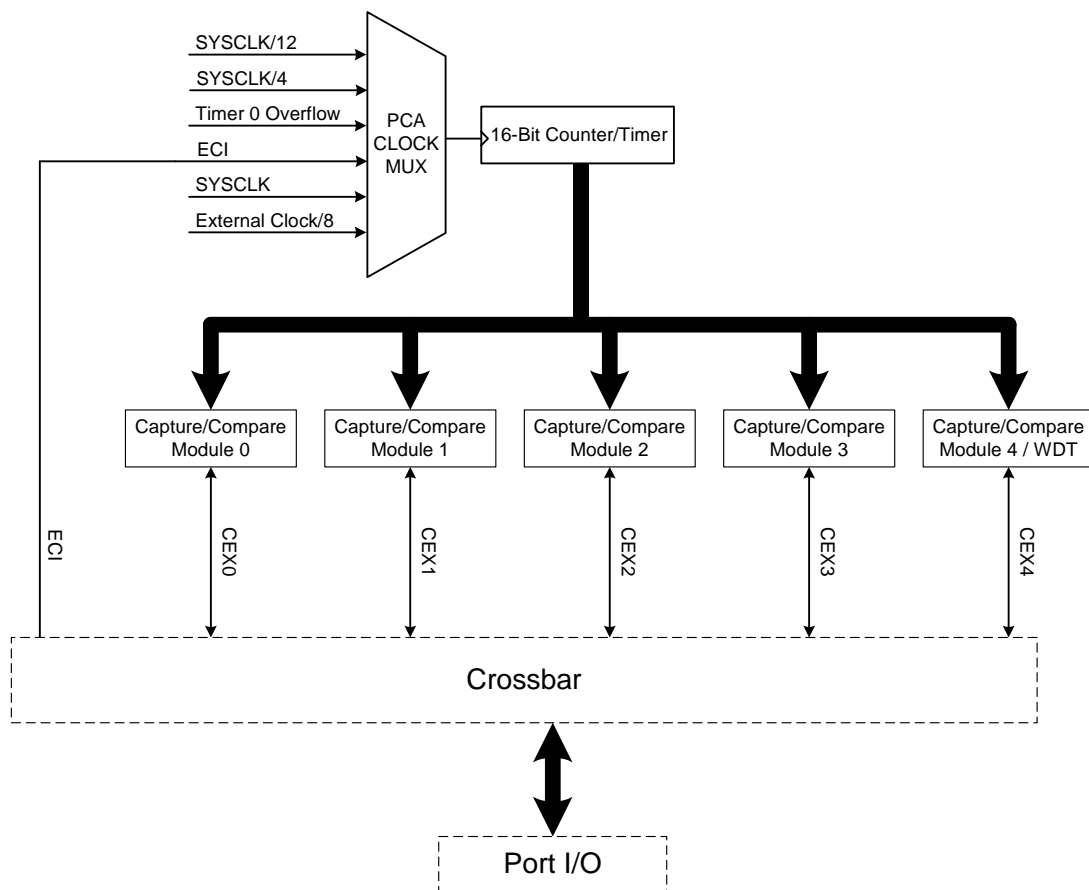 SYSCLK/12
SYSCLK/4
Timer 0 Overflow
ECI
SYSCLK
External Clock/8
PCA
CLOCK
MUX
16-Bit Counter/Timer
Capture/Compare
Module 0
Capture/Compare
Module 1
Capture/Compare
Module 2
Capture/Compare
Module 3
Capture/Compare
Module 4 / WDT
ECI
CEX0
CEX1
CEX2
CEX3
CEX4
Crossbar
Port I/O